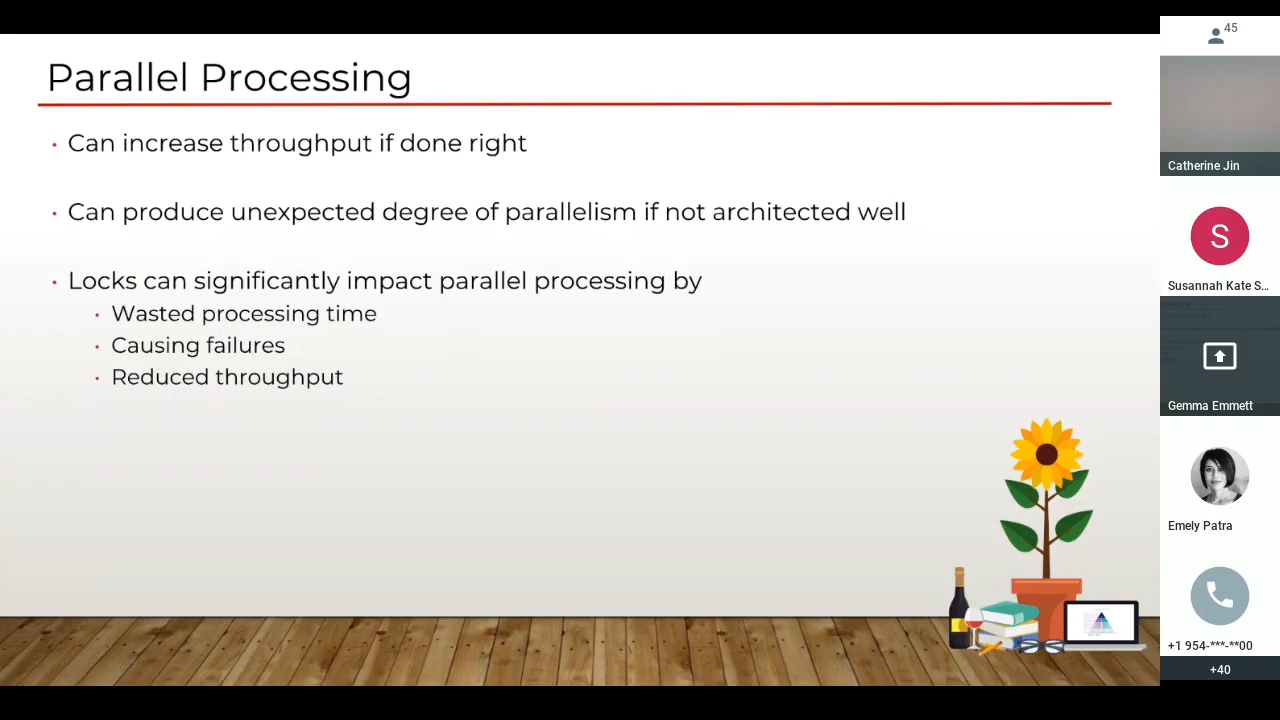 Parallel Processing
• Can increase throughput if done right
• Can produce unexpected degree of parallelism if not architected well
• Locks can significantly impact parallel processing by
• Wasted processing time
• Causing failures
• Reduced throughput
45
Catherine Jin
S
Susannah Kate S...
Gemma Emmett
Emely Patra
+1 954-***-**00
+40